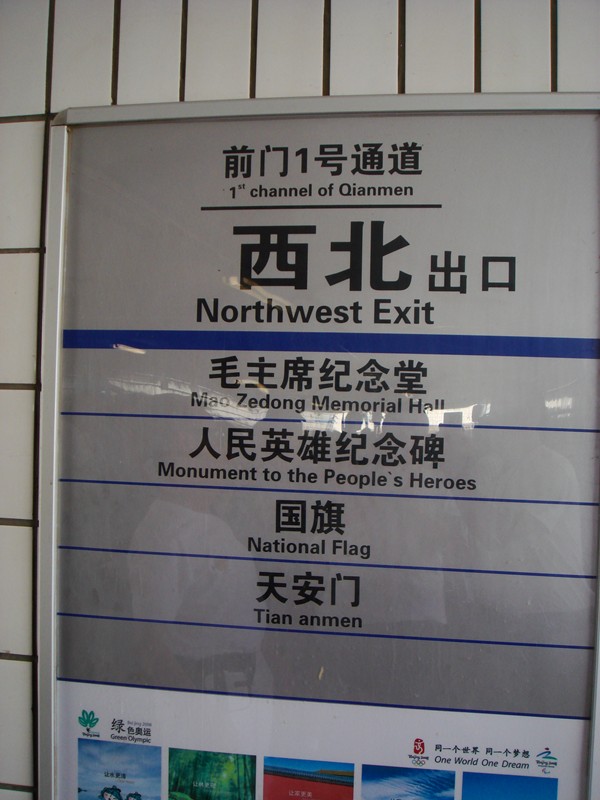 前门1号通道
1st channel of Qianmen
西北出口
Northwest Exit
毛主席纪念堂
Mao Zedong Memorial Hall
人民英雄纪念碑
Monument to the People`s Heroes
国旗
National Flag
天安门
Tian anmen
绿色奥运
Beijing 2008
Green Olympic
同一个世界 同一个梦想
One World One Dream